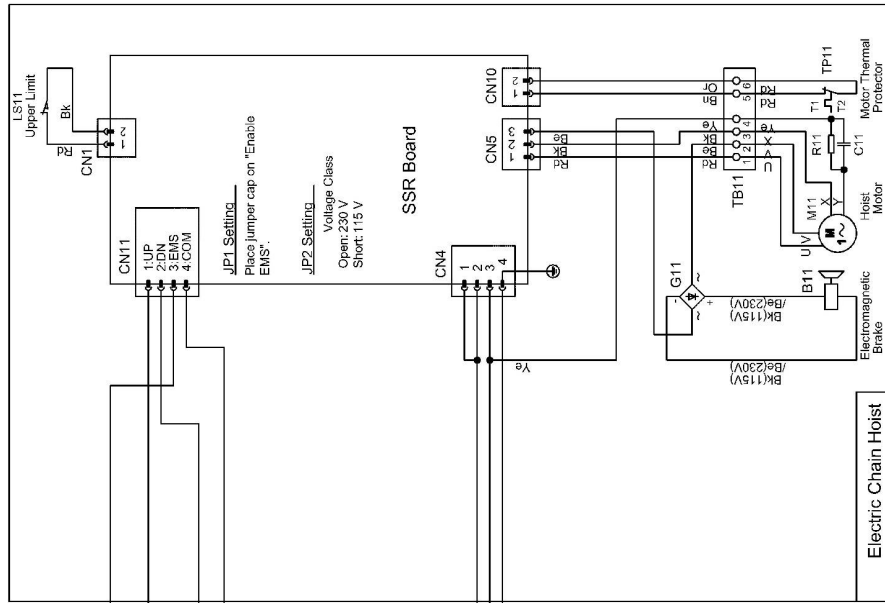 LS11
Upper Limit
Bk
Rd
2
1
CN1
CN11
1:UP
2:DN
3:EMS
4:COM
JP1 Setting
Place jumper cap on "Enable
EMS".
JP2 Setting
Voltage Class
Open: 230 V
Short: 115 V
SSR Board
CN4
1
2
3
4
CN10
2
1
Or
Bn
CN5
3
2
1
Be
Bk
Rd
Ye
Bk
Be
Rd
TB11
6
5
4
3
2
1
Rd
Rd
Ye
X
V
U
TP11
T1
T2
Motor Thermal
Protector
R11
C11
M11
X
Y
U
V
M
1~
Hoist
Motor
G11
~
-
+
~
B11
Electromagnetic
Brake
Bk(115V)
/Be(230V)
Bk(115V)
/Be(230V)
Ye
Electric Chain Hoist